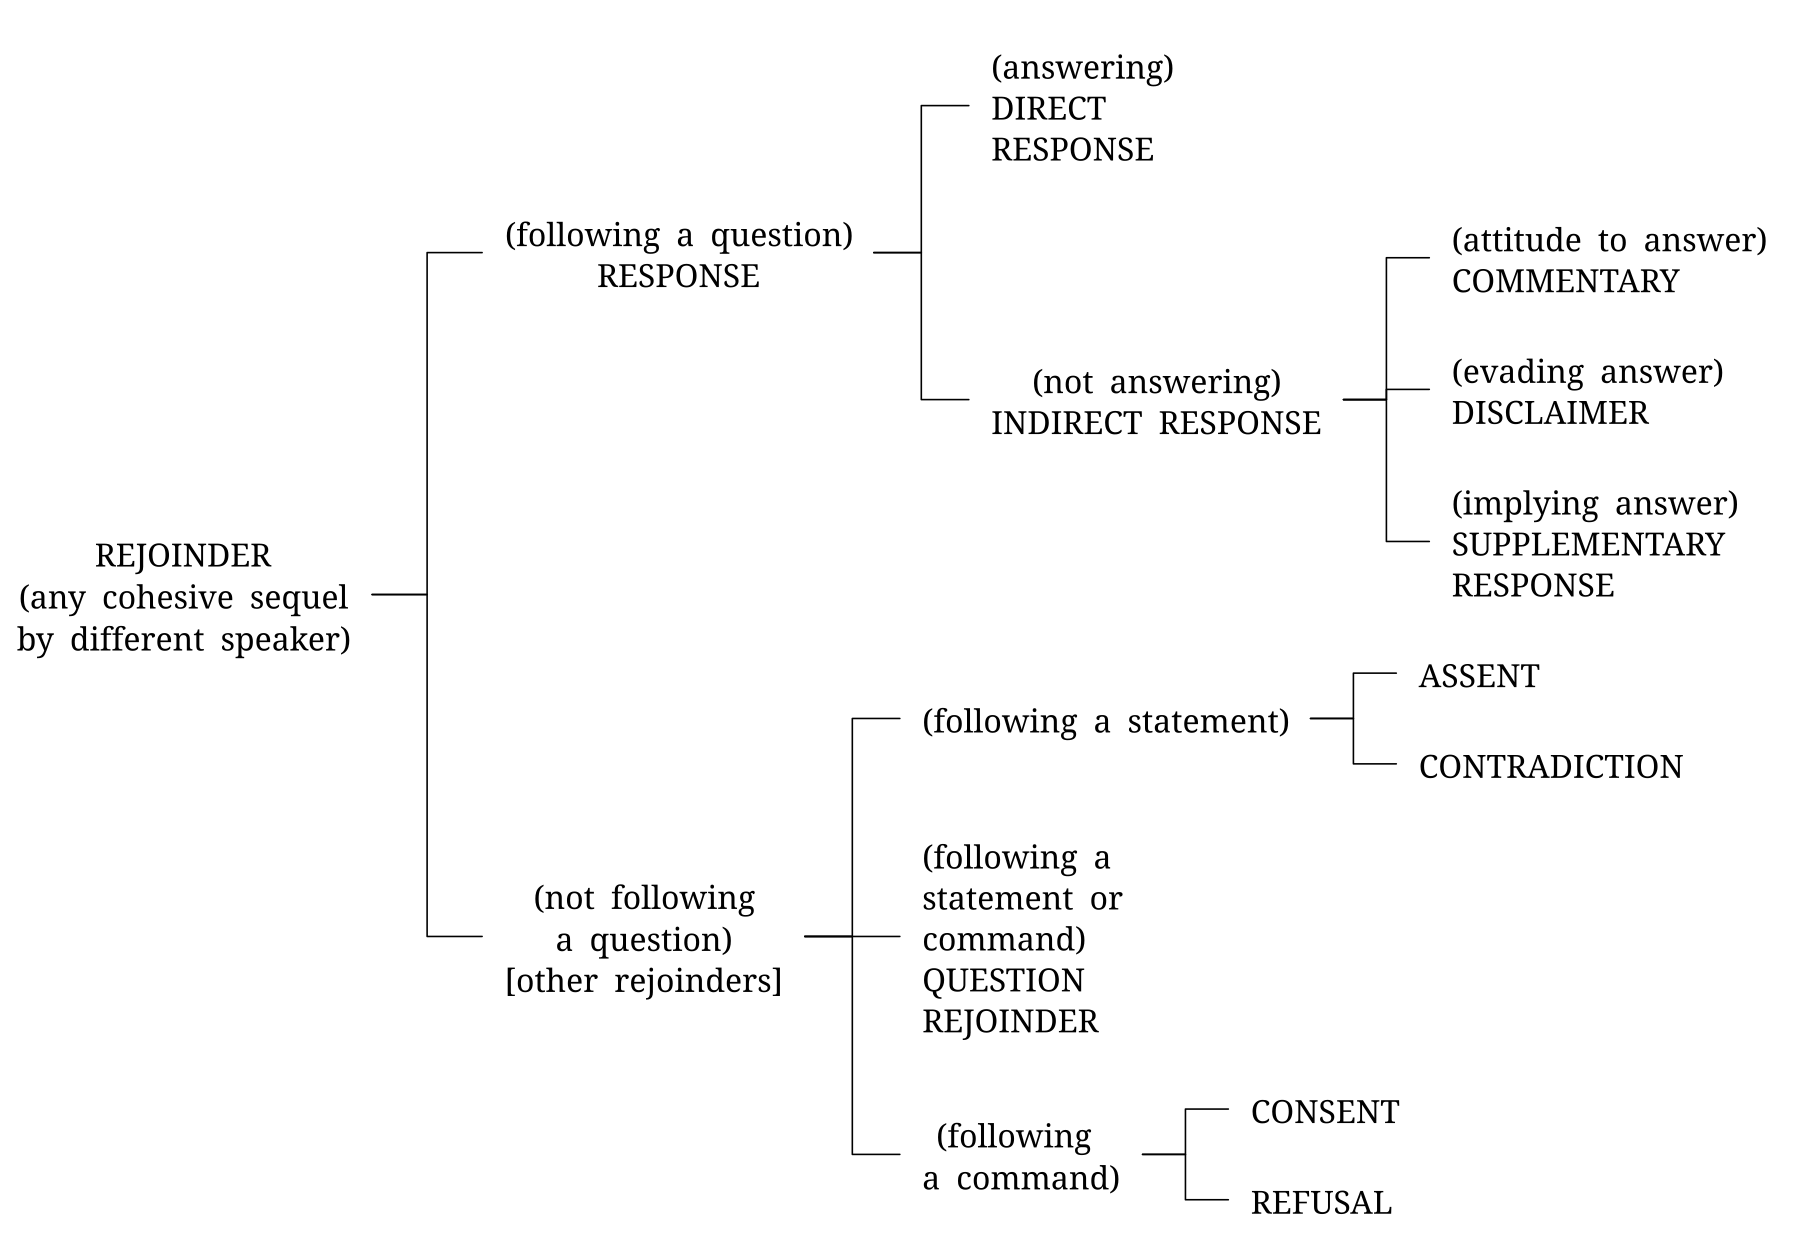 (answering)
DIRECT
RESPONSE
(following a question)
RESPONSE
(attitude to answer)
COMMENTARY
(not answering)
INDIRECT RESPONSE
(evading answer)
DISCLAIMER
(implying answer)
SUPPLEMENTARY
RESPONSE
REJOINDER
(any cohesive sequel
by different speaker)
(following a statement)
ASSENT
CONTRADICTION
(not following
a question)
[other rejoinders]
(following a
statement or
command)
QUESTION
REJOINDER
(following
a command)
CONSENT
REFUSAL